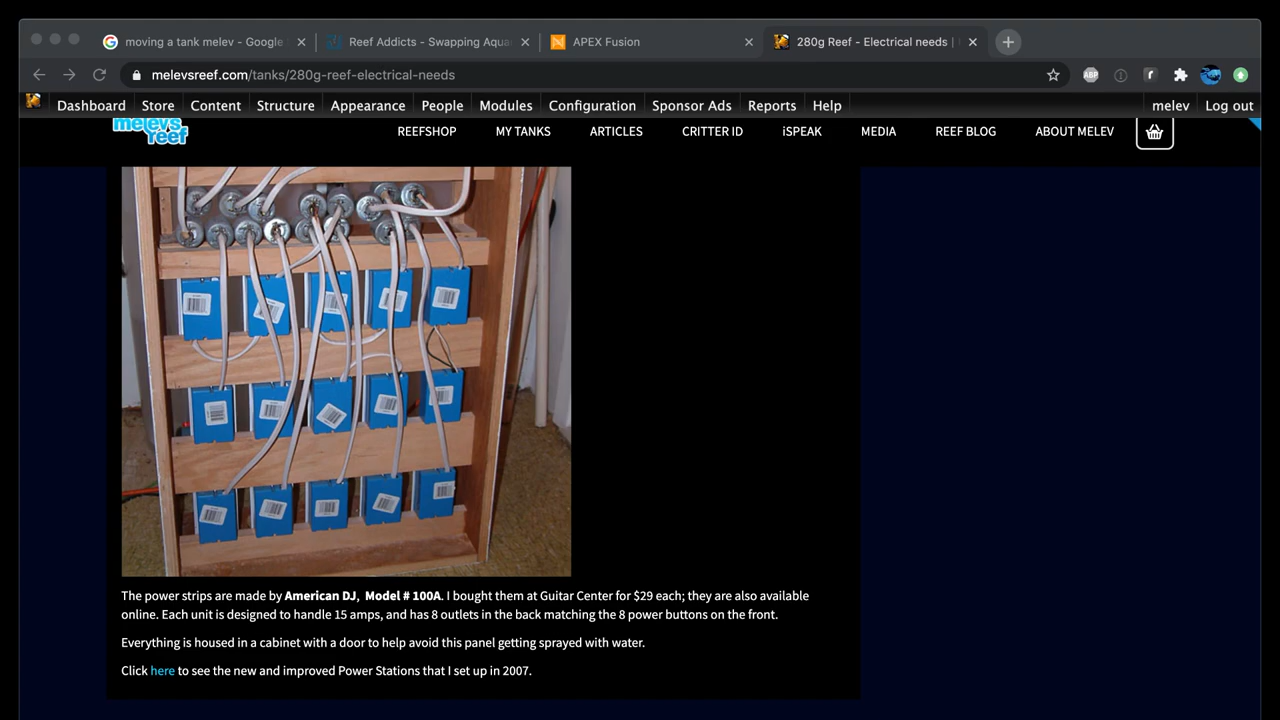 moving a tank melev - Google
Reef Addicts - Swapping Aqua
APEX Fusion
280g Reef - Electrical needs |
melevsreef.com/tanks/280g-reef-electrical-needs
ABP
Dashboard Store Content Structure Appearance People Modules Configuration Sponsor Ads Reports Help melev Log out
melevs
reef
REEFSHOP MY TANKS ARTICLES CRITTER ID iSPEAK MEDIA REEF BLOG ABOUT MELEV
The power strips are made by American DJ, Model # 100A. I bought them at Guitar Center for $29 each; they are also available
online. Each unit is designed to handle 15 amps, and has 8 outlets in the back matching the 8 power buttons on the front.
Everything is housed in a cabinet with a door to help avoid this panel getting sprayed with water.
Click here to see the new and improved Power Stations that I set up in 2007.